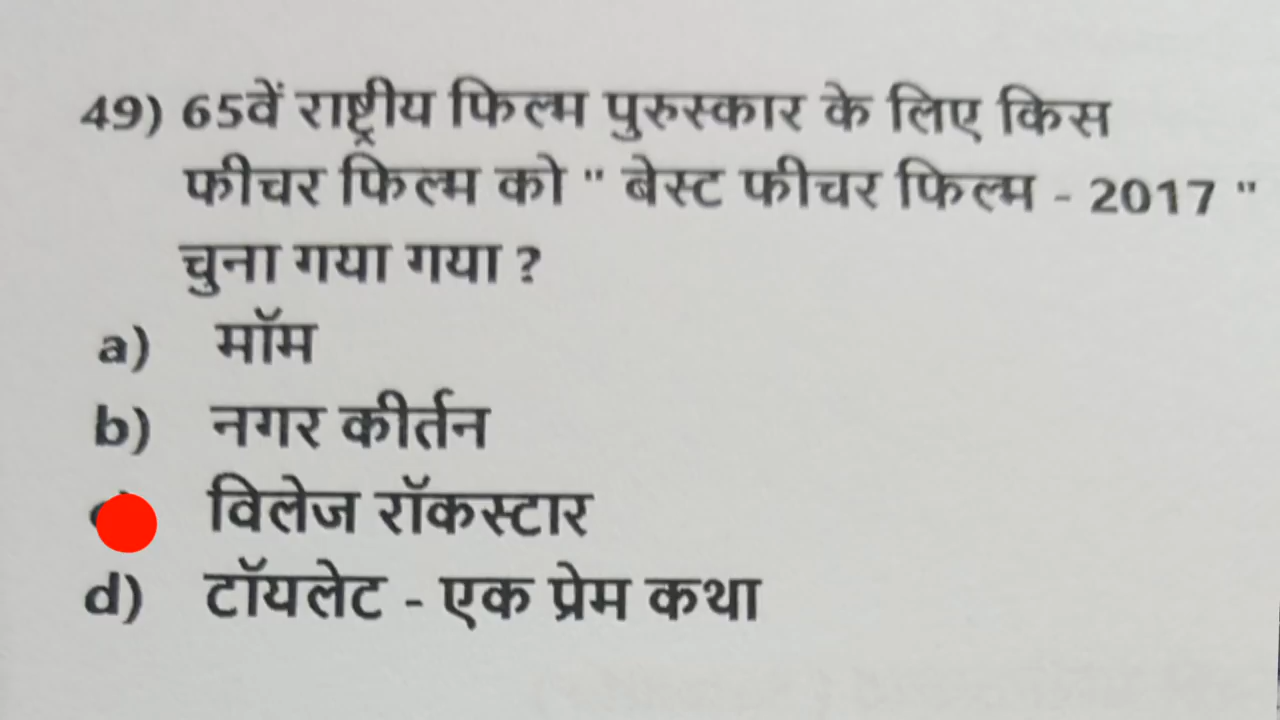 49) 65वें राष्ट्रीय फिल्म पुरुस्कार के लिए किस
फीचर फिल्म को " बेस्ट फीचर फिल्म - 2017 "
चुना गया गया ?
a) मॉम
b) नगर कीर्तन
विलेज रॉकस्टार
d) टॉयलेट - एक प्रेम कथा